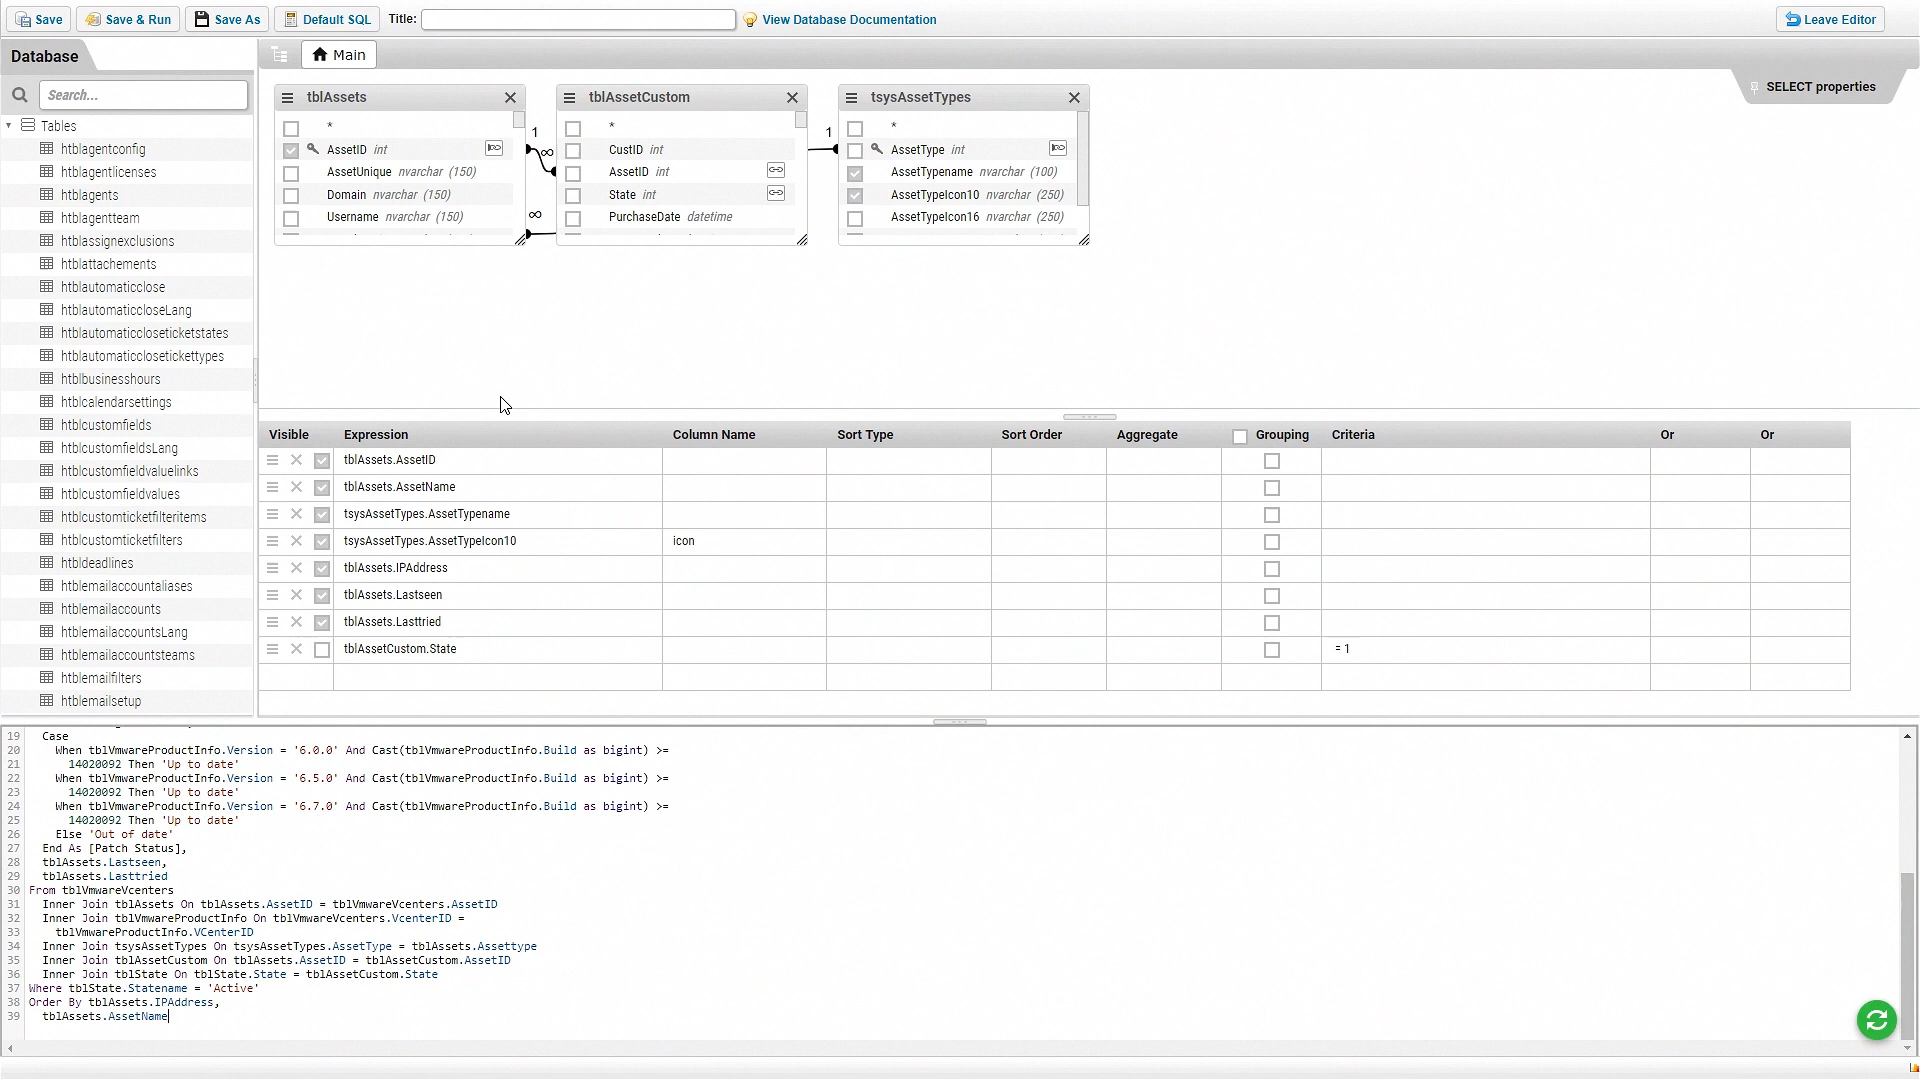 Save
Save & Run
Save As
Default SQL
Title:
View Database Documentation
Leave Editor
Database
Main
SELECT properties
Search...
Tables
htblagentconfig
htblagentlicenses
htblagents
htblagentteam
htblassignexclusions
htblattachements
htblautomaticclose
htblautomaticcloseLang
htblautomaticcloseticketstates
htblautomaticclosetickettypes
htblbusinesshours
htblcalendarsettings
htblcustomfields
htblcustomfieldsLang
htblcustomfieldvaluelinks
htblcustomfieldvalues
htblcustomticketfilteritems
htblcustomticketfilters
htbldeadlines
htblemailaccountaliases
htblemailaccounts
htblemailaccountsLang
htblemailaccountsteams
htblemailfilters
htblemailsetup
tblAssets
*
AssetID int
AssetUnique nvarchar (150)
Domain nvarchar (150)
Username nvarchar (150)
1
∞
∞
tblAssetCustom
*
CustID int
AssetID int
State int
PurchaseDate datetime
1
tsysAssetTypes
*
AssetType int
AssetTypename nvarchar (100)
AssetTypeIcon10 nvarchar (250)
AssetTypeIcon16 nvarchar (250)
Visible Expression Column Name Sort Type Sort Order Aggregate Grouping Criteria Or Or
tblAssets.AssetID
tblAssets.AssetName
tsysAssetTypes.AssetTypename
tsysAssetTypes.AssetTypeIcon10 icon
tblAssets.IPAddress
tblAssets.Lastseen
tblAssets.Lasttried
tblAssetCustom.State = 1
19 Case
20 When tblVmwareProductInfo.Version = '6.0.0' And Cast(tblVmwareProductInfo.Build as bigint) >=
21 14020092 Then 'Up to date'
22 When tblVmwareProductInfo.Version = '6.5.0' And Cast(tblVmwareProductInfo.Build as bigint) >=
23 14020092 Then 'Up to date'
24 When tblVmwareProductInfo.Version = '6.7.0' And Cast(tblVmwareProductInfo.Build as bigint) >=
25 14020092 Then 'Up to date'
26 Else 'Out of date'
27 End As [Patch Status],
28 tblAssets.Lastseen,
29 tblAssets.Lasttried
30 From tblVmwareVcenters
31 Inner Join tblAssets On tblAssets.AssetID = tblVmwareVcenters.AssetID
32 Inner Join tblVmwareProductInfo On tblVmwareVcenters.VcenterID =
33 tblVmwareProductInfo.VCenterID
34 Inner Join tsysAssetTypes On tsysAssetTypes.AssetType = tblAssets.Assettype
35 Inner Join tblAssetCustom On tblAssets.AssetID = tblAssetCustom.AssetID
36 Inner Join tblState On tblState.State = tblAssetCustom.State
37 Where tblState.Statename = 'Active'
38 Order By tblAssets.IPAddress,
39 tblAssets.AssetName